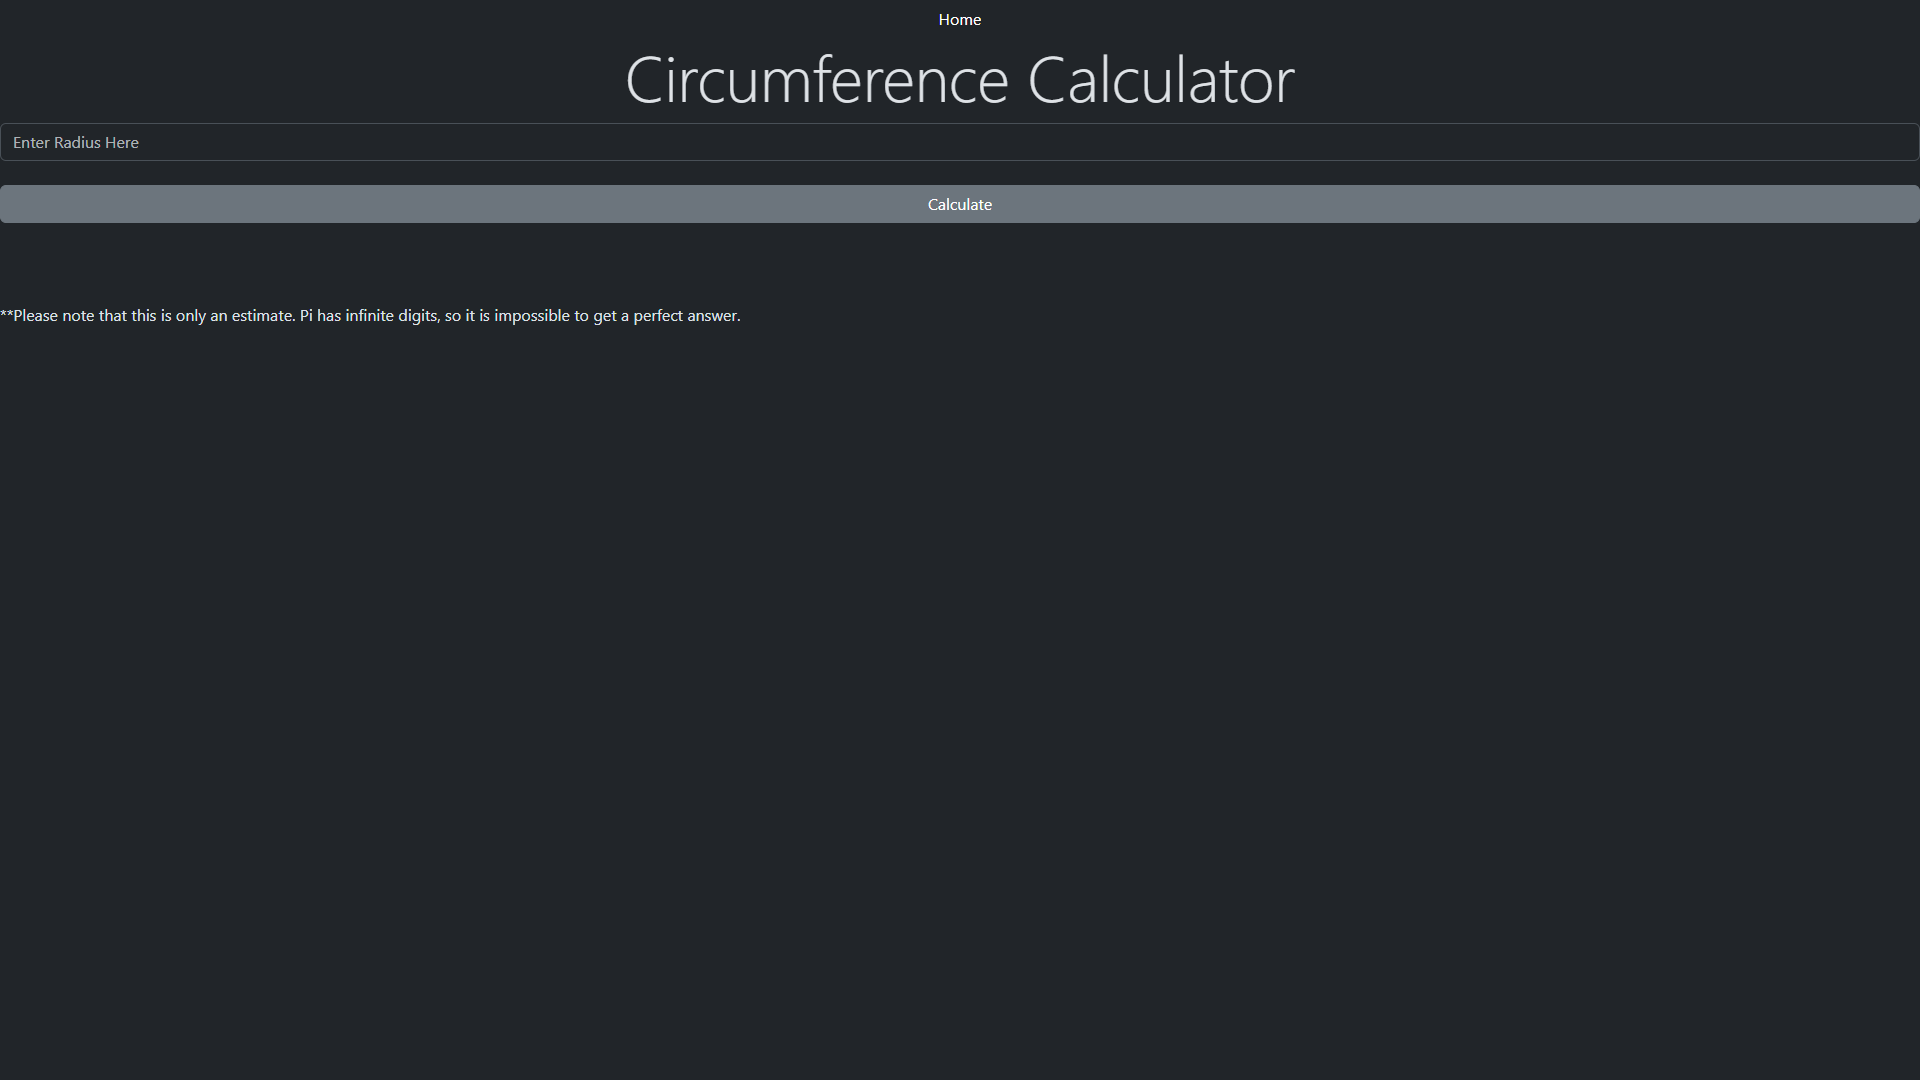 Home
Circumference Calculator
Enter Radius Here
Calculate
**Please note that this is only an estimate. Pi has infinite digits, so it is impossible to get a perfect answer.